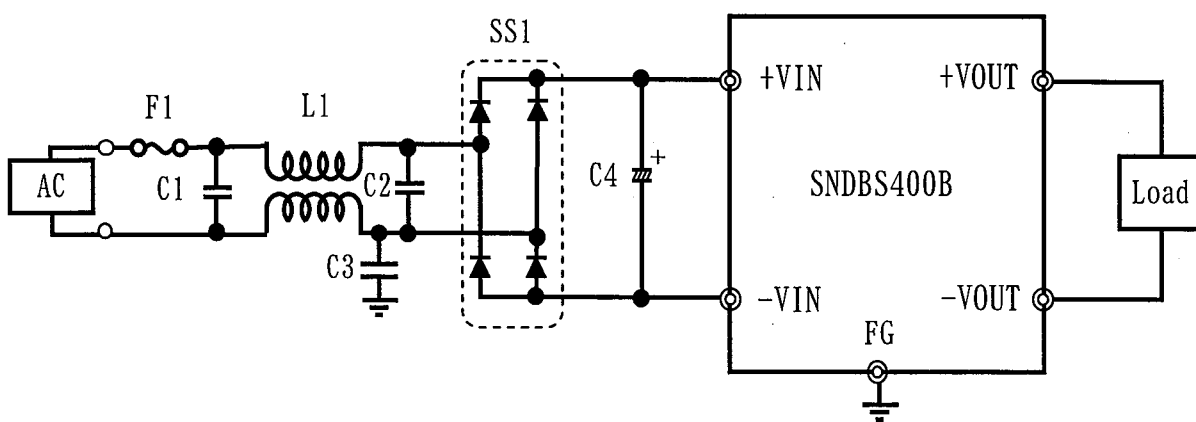 SS1
F1
L1
AC
C1
C2
C3
C4
+
+VIN
-VIN
SNDBS400B
FG
+VOUT
-VOUT
Load